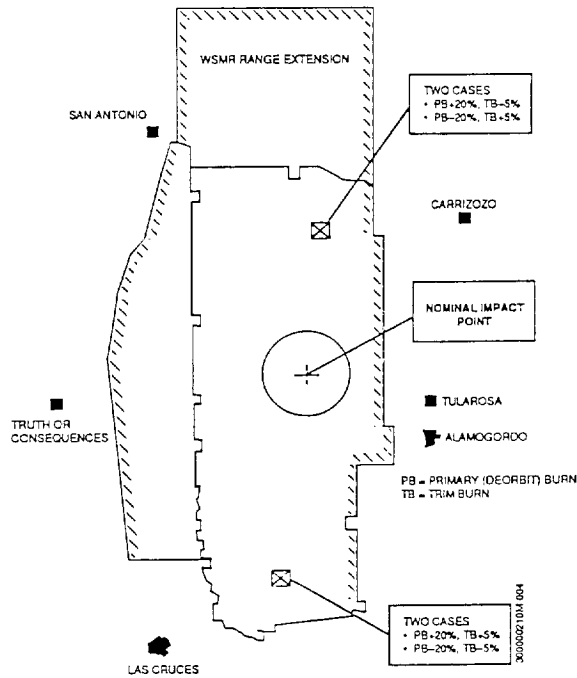 WSMR RANGE EXTENSION
TWO CASES
• PB+20%, TB–5%
• PB–20%, TB+5%
SAN ANTONIO
CARRIZOZO
NOMINAL IMPACT
POINT
TULAROSA
TRUTH OR
CONSEQUENCES
ALAMOGORDO
PB = PRIMARY (DEORBIT) BURN
TB = TRIM BURN
TWO CASES
• PB+20%, TB+5%
• PB–20%, TB–5%
LAS CRUCES